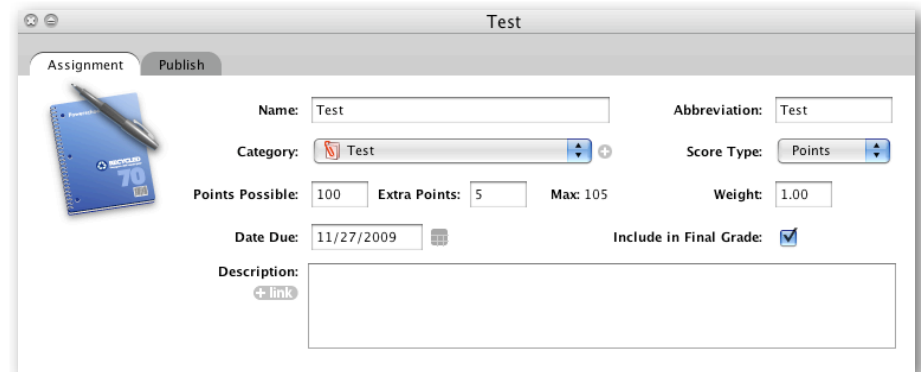 Test
Assignment Publish
Name: Test Abbreviation: Test
Category: Test Score Type: Points
Points Possible: 100 Extra Points: 5 Max: 105 Weight: 1.00
Date Due: 11/27/2009 Include in Final Grade:
Description:
+ link
RECYCLED
70